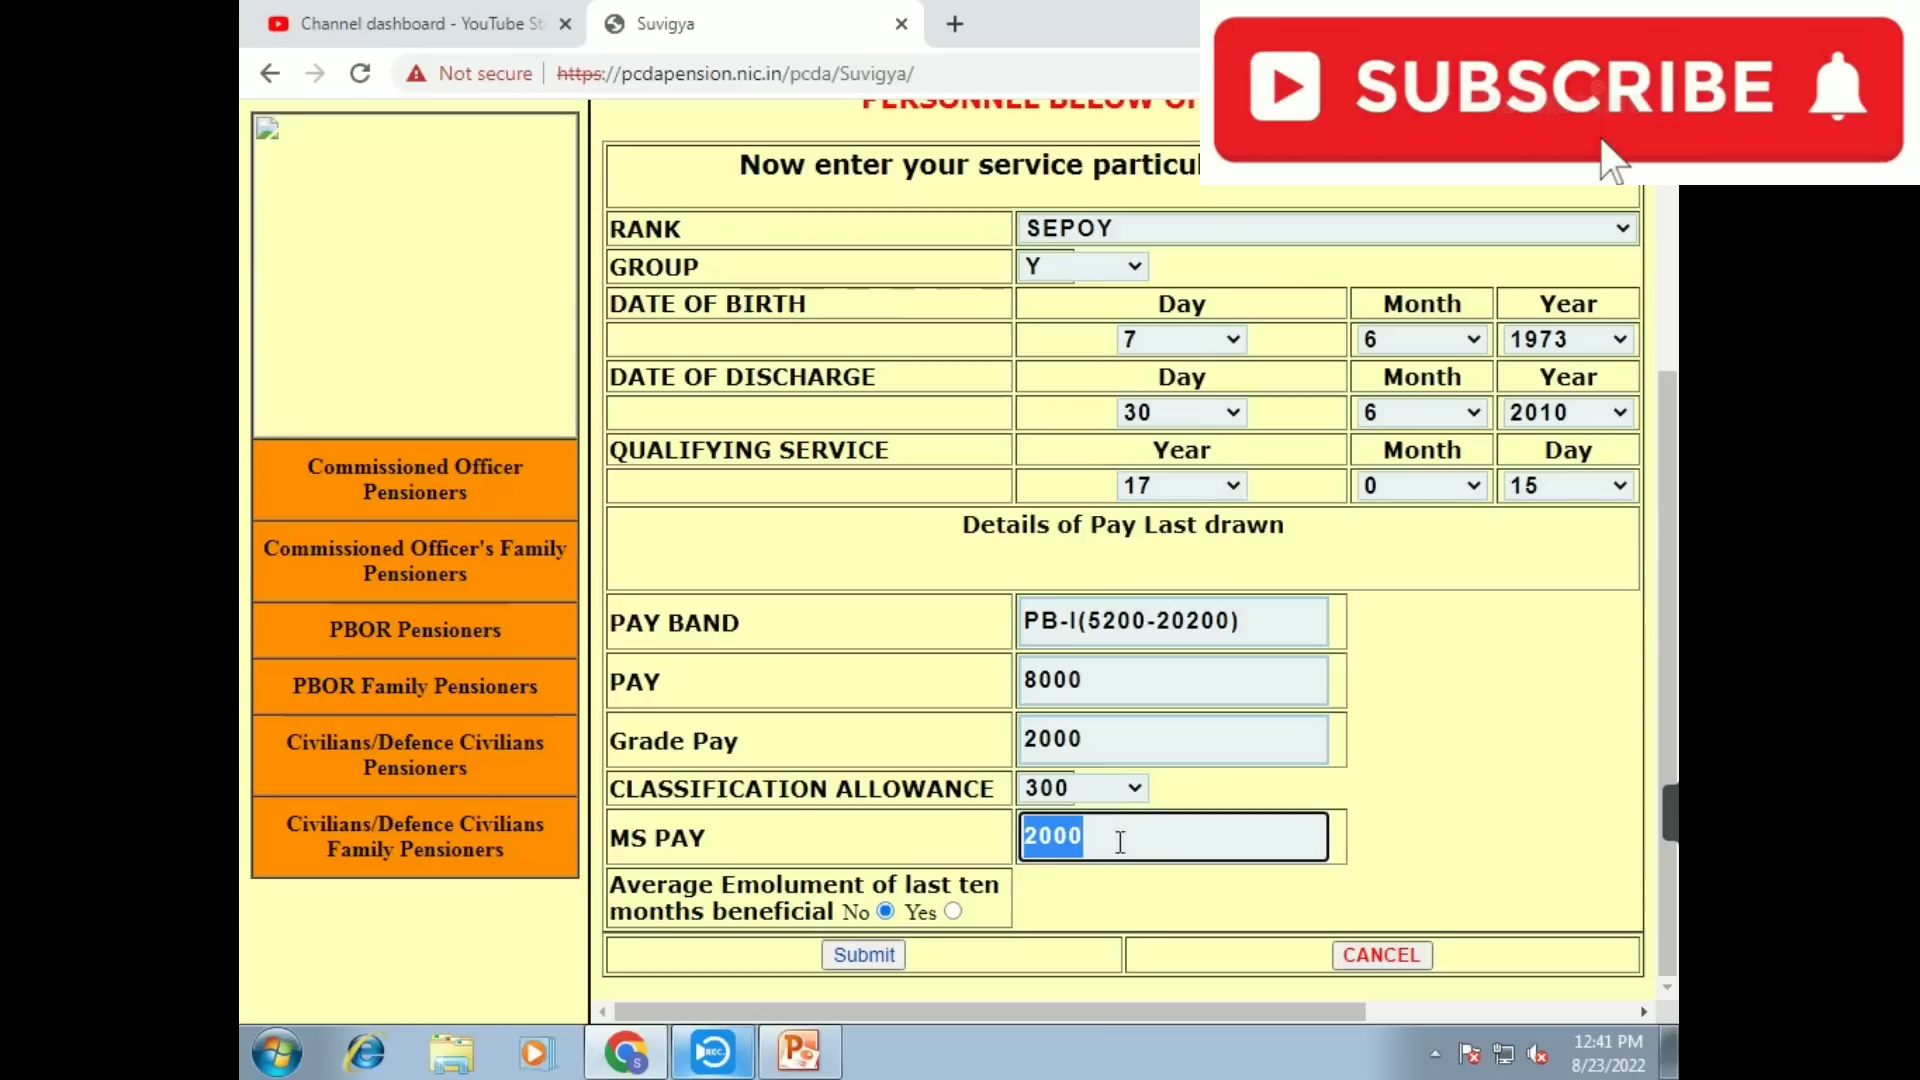 Channel dashboard - YouTube St
Suvigya
SUBSCRIBE
Not secure
https://pcdapension.nic.in/pcda/Suvigya/
PERSONNEL BELOW
Now enter your service
RANK
SEPOY
GROUP
Y
DATE OF BIRTH
Day
Month
Year
7
6
1973
DATE OF DISCHARGE
Day
Month
Year
30
6
2010
QUALIFYING SERVICE
Year
Month
Day
17
0
15
Details of Pay Last drawn
PAY BAND
PB-I(5200-20200)
PAY
8000
Grade Pay
2000
CLASSIFICATION ALLOWANCE
300
MS PAY
2000
Average Emolument of last ten
months beneficial No Yes
Submit
CANCEL
Commissioned Officer
Pensioners
Commissioned Officer's Family
Pensioners
PBOR Pensioners
PBOR Family Pensioners
Civilians/Defence Civilians
Pensioners
Civilians/Defence Civilians
Family Pensioners
S
REC
P
12:41 PM
8/23/2022